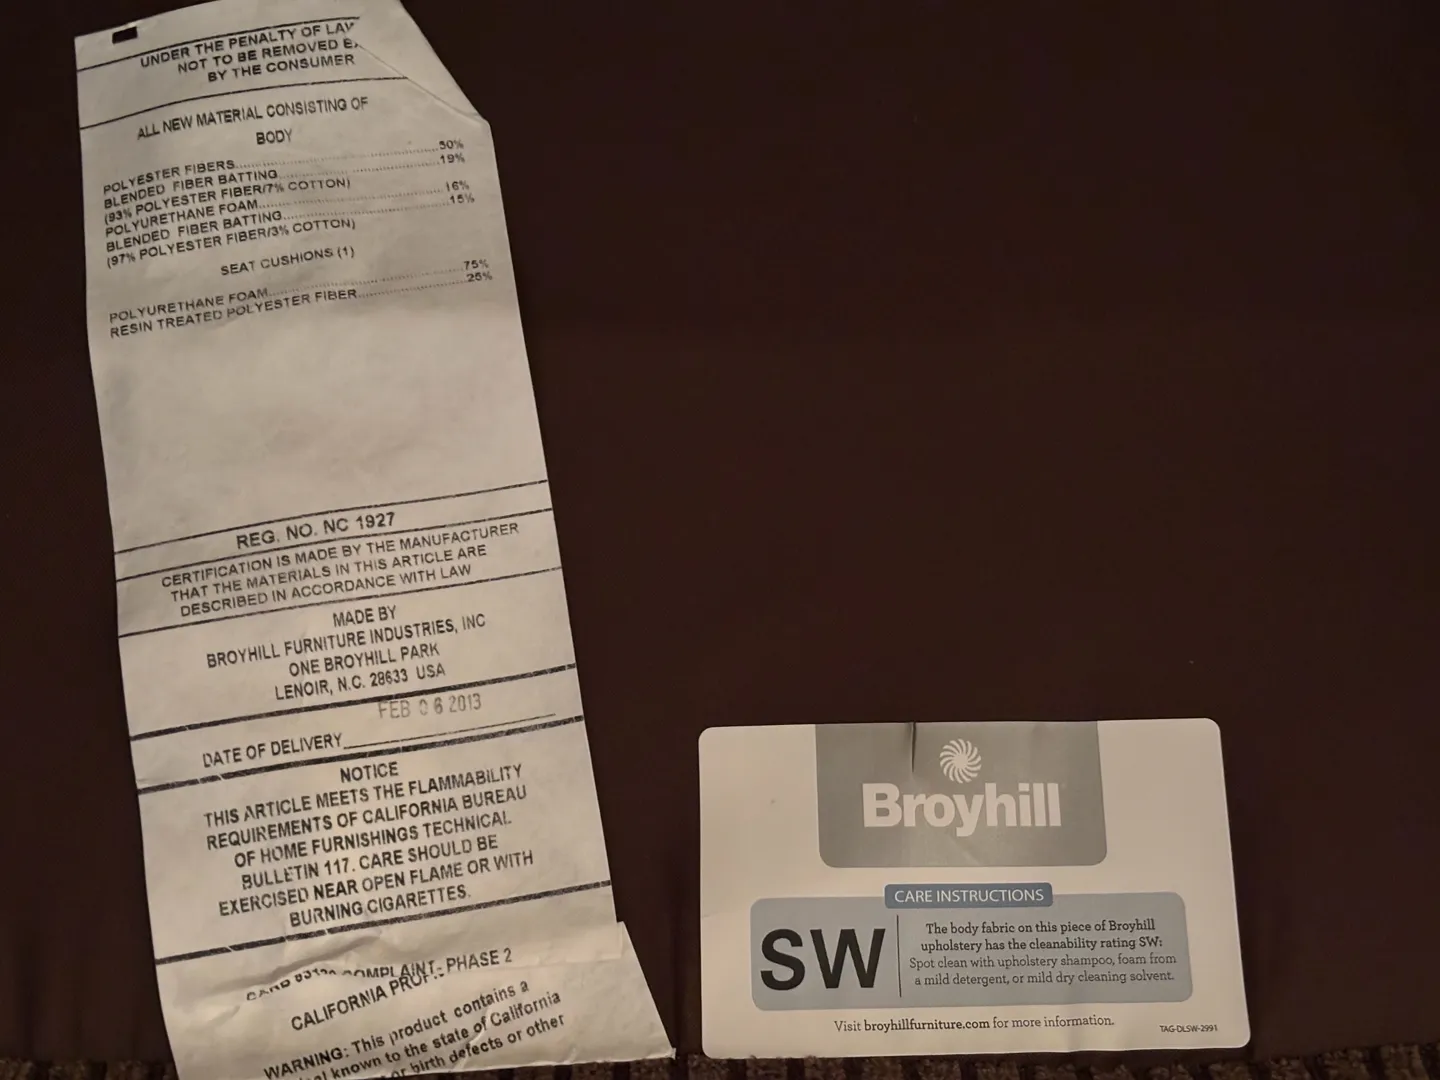 UNDER THE PENALTY OF LAW
NOT TO BE REMOVED
BY THE CONSUMER
ALL NEW MATERIAL CONSISTING OF
BODY
POLYESTER FIBERS..........50%
BLENDED FIBER BATTING..........19%
(93% POLYESTER FIBER/7% COTTON)
POLYURETHANE FOAM..........16%
BLENDED FIBER BATTING..........15%
(97% POLYESTER FIBER/3% COTTON)
SEAT CUSHIONS (1)
POLYURETHANE FOAM..........75%
RESIN TREATED POLYESTER FIBER..........25%
REG. NO. NC 1927
CERTIFICATION IS MADE BY THE MANUFACTURER
THAT THE MATERIALS IN THIS ARTICLE ARE
DESCRIBED IN ACCORDANCE WITH LAW
MADE BY
BROYHILL FURNITURE INDUSTRIES, INC
ONE BROYHILL PARK
LENOIR, N.C. 28633 USA
FEB 06 2013
DATE OF DELIVERY
NOTICE
THIS ARTICLE MEETS THE FLAMMABILITY
REQUIREMENTS OF CALIFORNIA BUREAU
OF HOME FURNISHINGS TECHNICAL
BULLETIN 117. CARE SHOULD BE
EXERCISED NEAR OPEN FLAME OR WITH
BURNING CIGARETTES.
COMPLAINT - PHASE 2
CALIFORNIA
WARNING: This product contains a
known to the state of California
or birth defects or other
Broyhill
CARE INSTRUCTIONS
SW
The body fabric on this piece of Broyhill
upholstery has the cleanability rating SW:
Spot clean with upholstery shampoo, foam from
a mild detergent, or mild dry cleaning solvent.
Visit broyhillfurniture.com for more information.
TAG-DLSW-2991